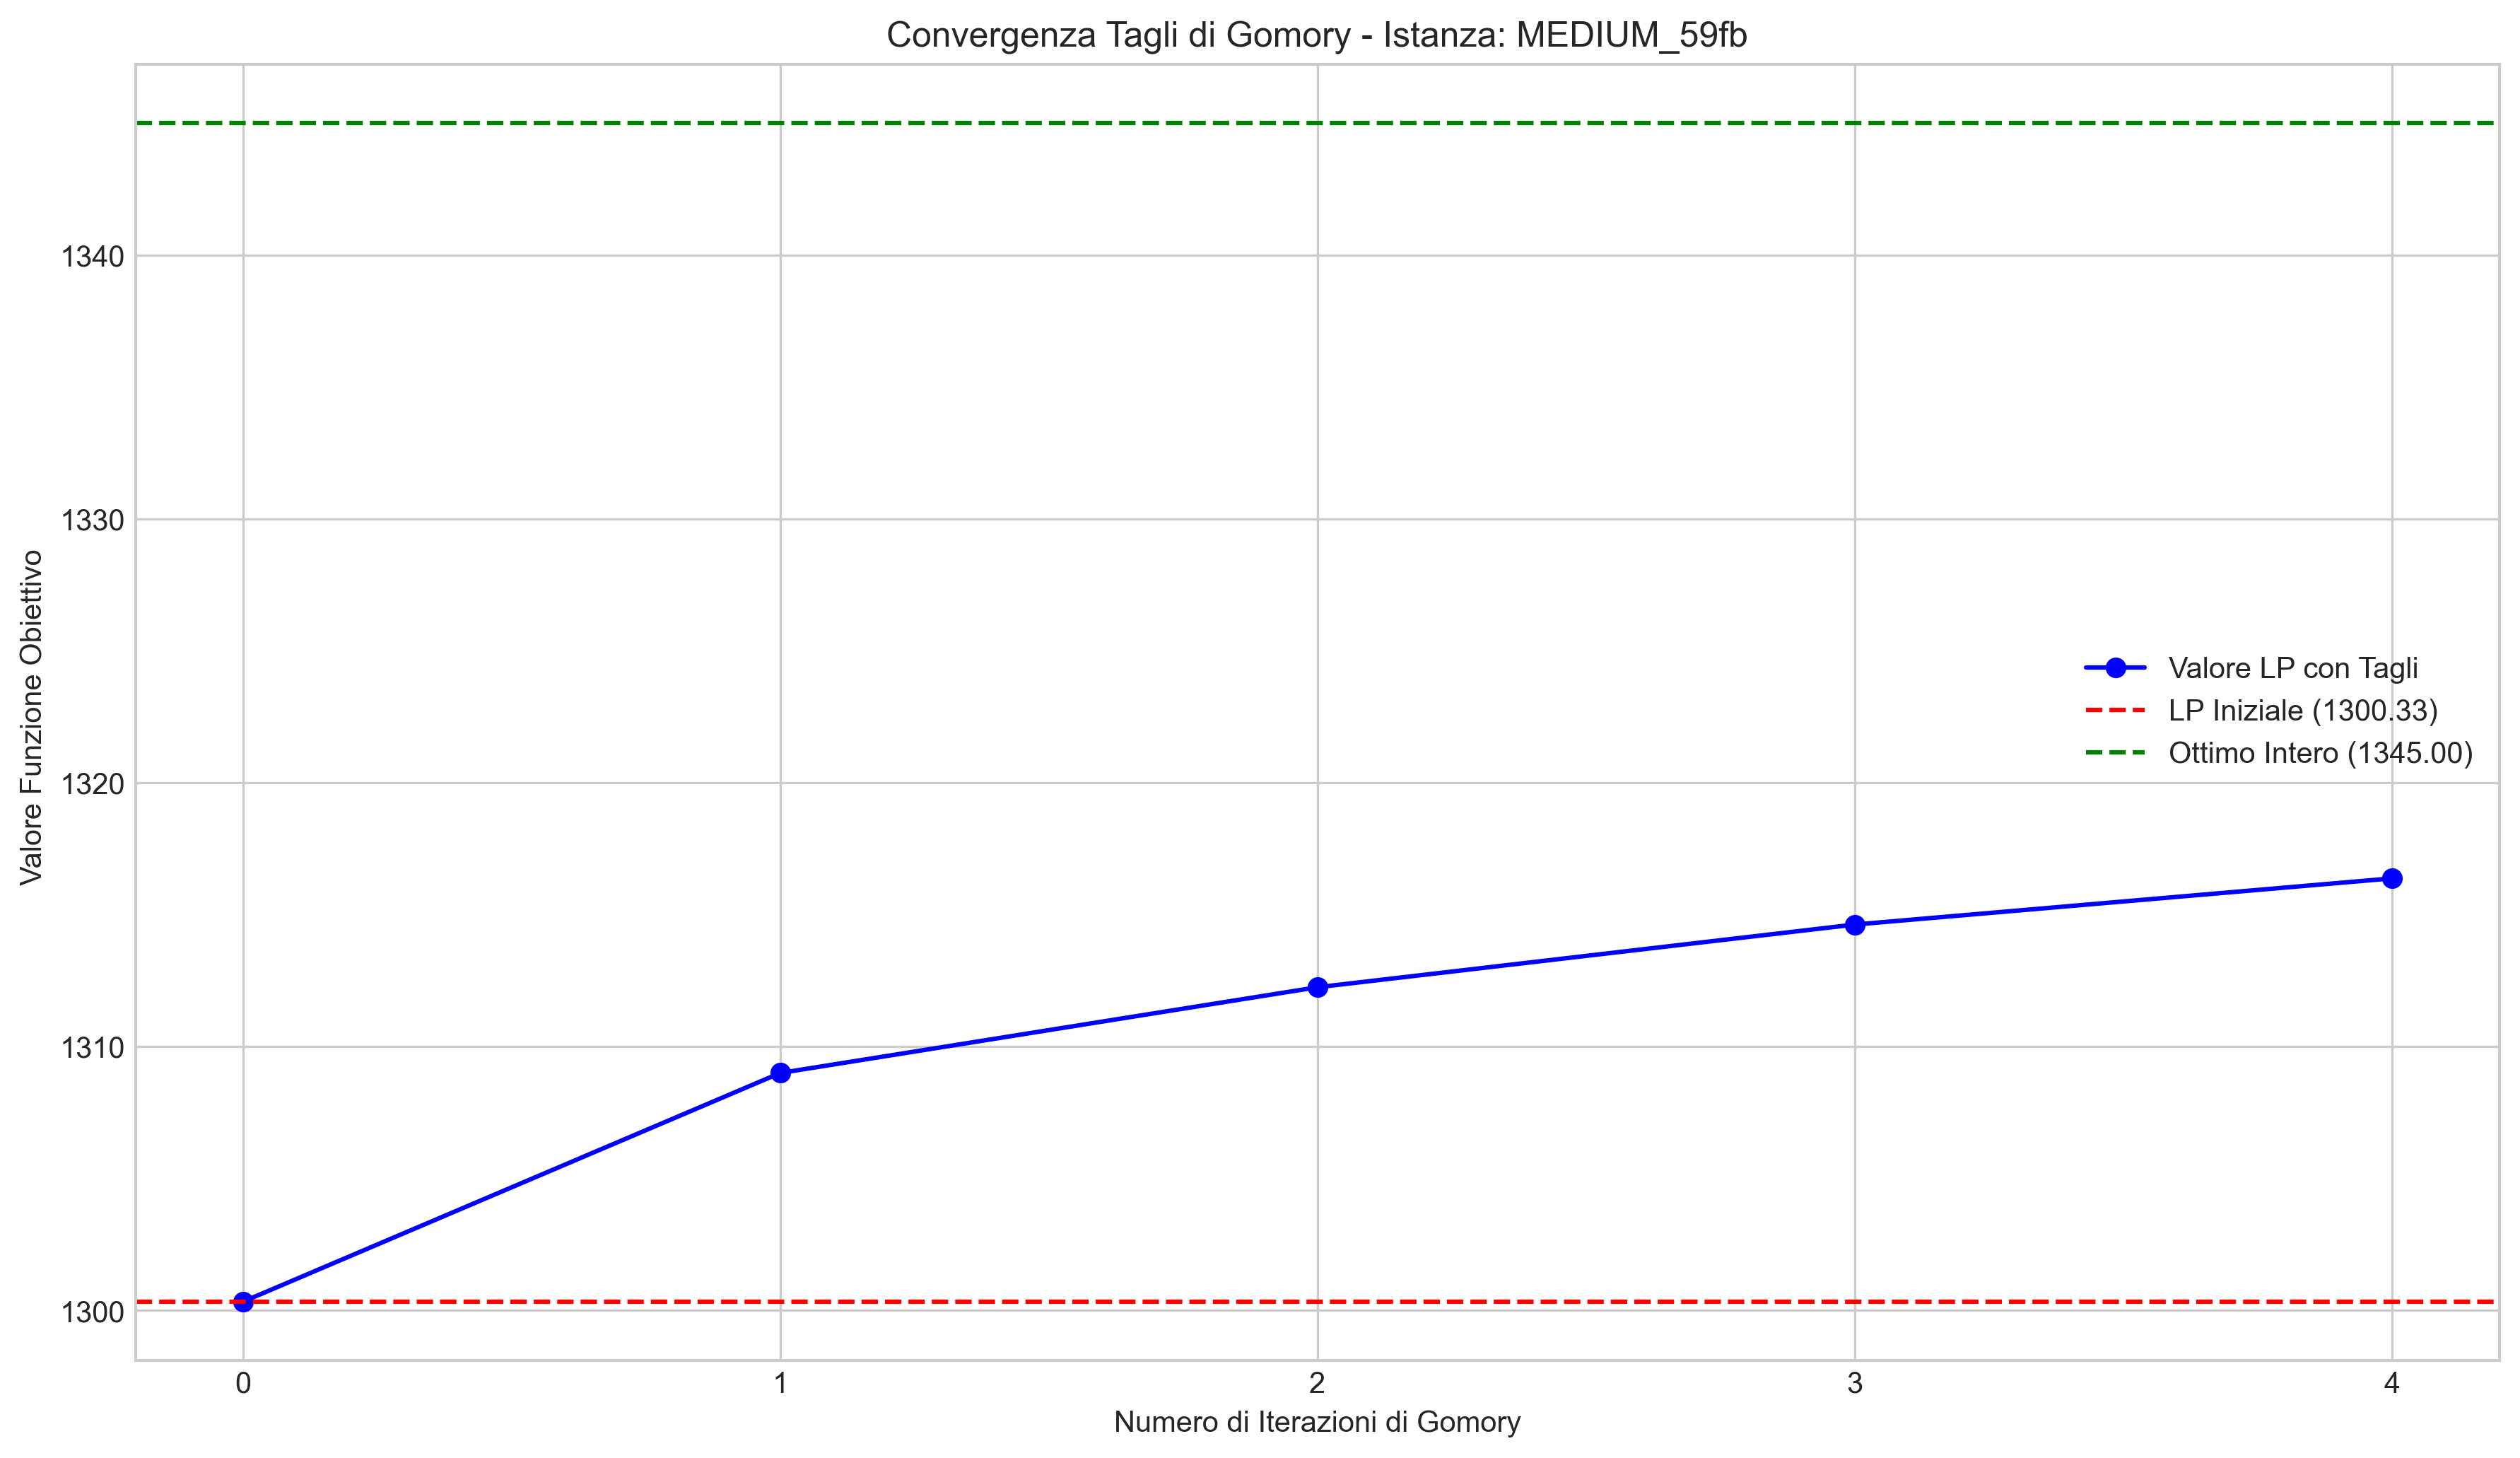 Convergenza Tagli di Gomory - Istanza: MEDIUM_59fb
Valore Funzione Obiettivo
1340
1330
1320
1310
1300
Valore LP con Tagli
LP Iniziale (1300.33)
Ottimo Intero (1345.00)
0 1 2 3 4
Numero di Iterazioni di Gomory